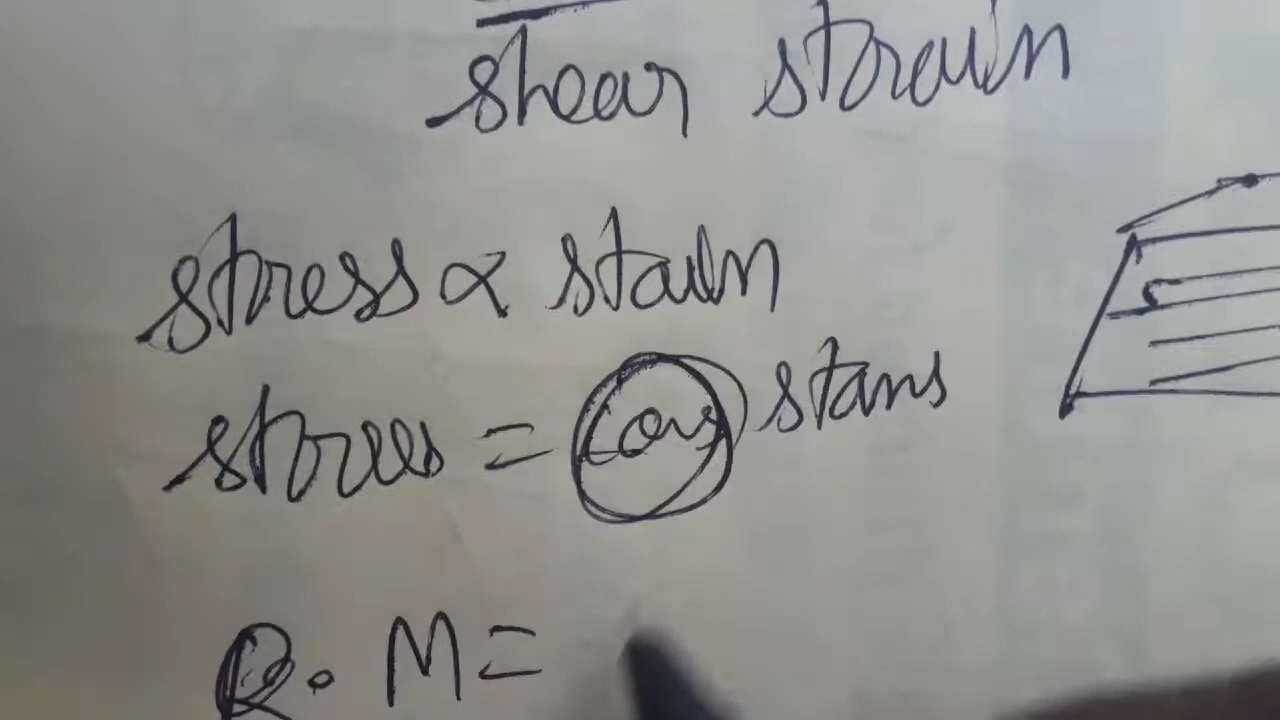 shear strain
stress ∝ stain
stress = cons stans
R. M =